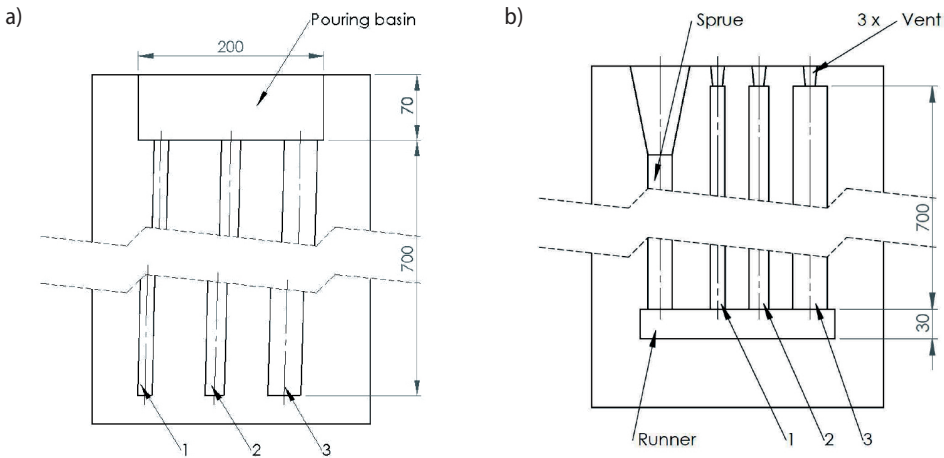 a)
Pouring basin
200
70
700
1
2
3
b)
Sprue
3 x
Vent
700
30
Runner
1
2
3